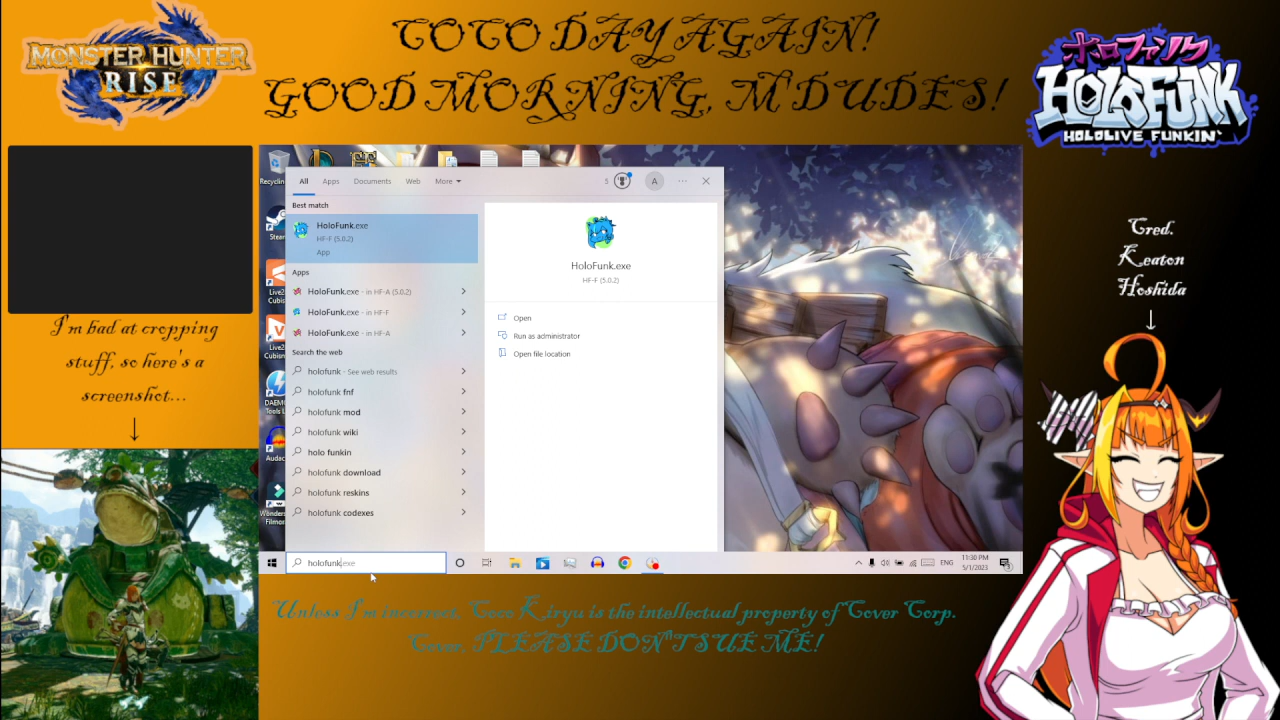 COCO DAY AGAIN!
GOOD MORNING, M'DUDES!
MONSTER HUNTER
RISE
ホロファンク
HOLOFUNK
HOLOLIVE FUNKIN'
I'm bad at cropping
stuff, so here's a
screenshot...
↓
Cred.
Keaton
Hoshida
↓
Steam
All Apps Documents Web More 5 A
Best match
HoloFunk.exe
HF-F (5.0.2)
App
Apps
HoloFunk.exe - in HF-A (5.0.2)
HoloFunk.exe - in HF-F
HoloFunk.exe - in HF-A
Search the web
holofunk - See web results
holofunk fnf
holofunk mod
holofunk wiki
holo funkin
holofunk download
holofunk reskins
holofunk codexes
HoloFunk.exe
HF-F (5.0.2)
Open
Run as administrator
Open file location
holofunk.exe
ENG
11:30 PM
5/1/2023
Unless I'm incorrect, Coco Kiryu is the intellectual property of Cover Corp.
Cover, PLEASE DON'T SUE ME!